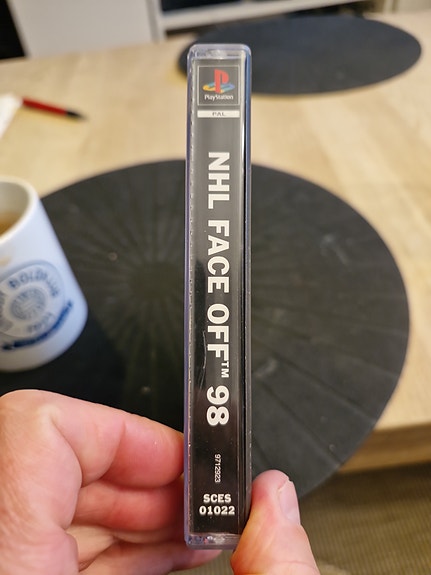 PlayStation
PAL
NHL FACE OFF™ 98
9712923
SCES
01022